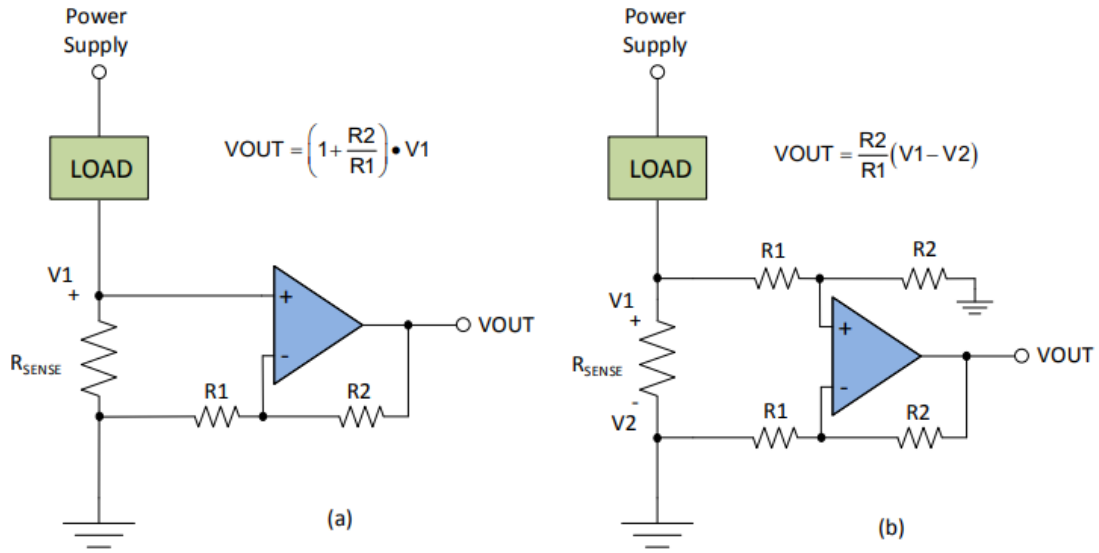 Power
Supply
VOUT = (1 + R2/R1) • V1
LOAD
V1
+
+
-
VOUT
RSENSE
R1
R2
(a)
Power
Supply
VOUT = R2/R1 (V1 – V2)
LOAD
R1
R2
V1
+
+
RSENSE
VOUT
-
-
V2
R1
R2
(b)